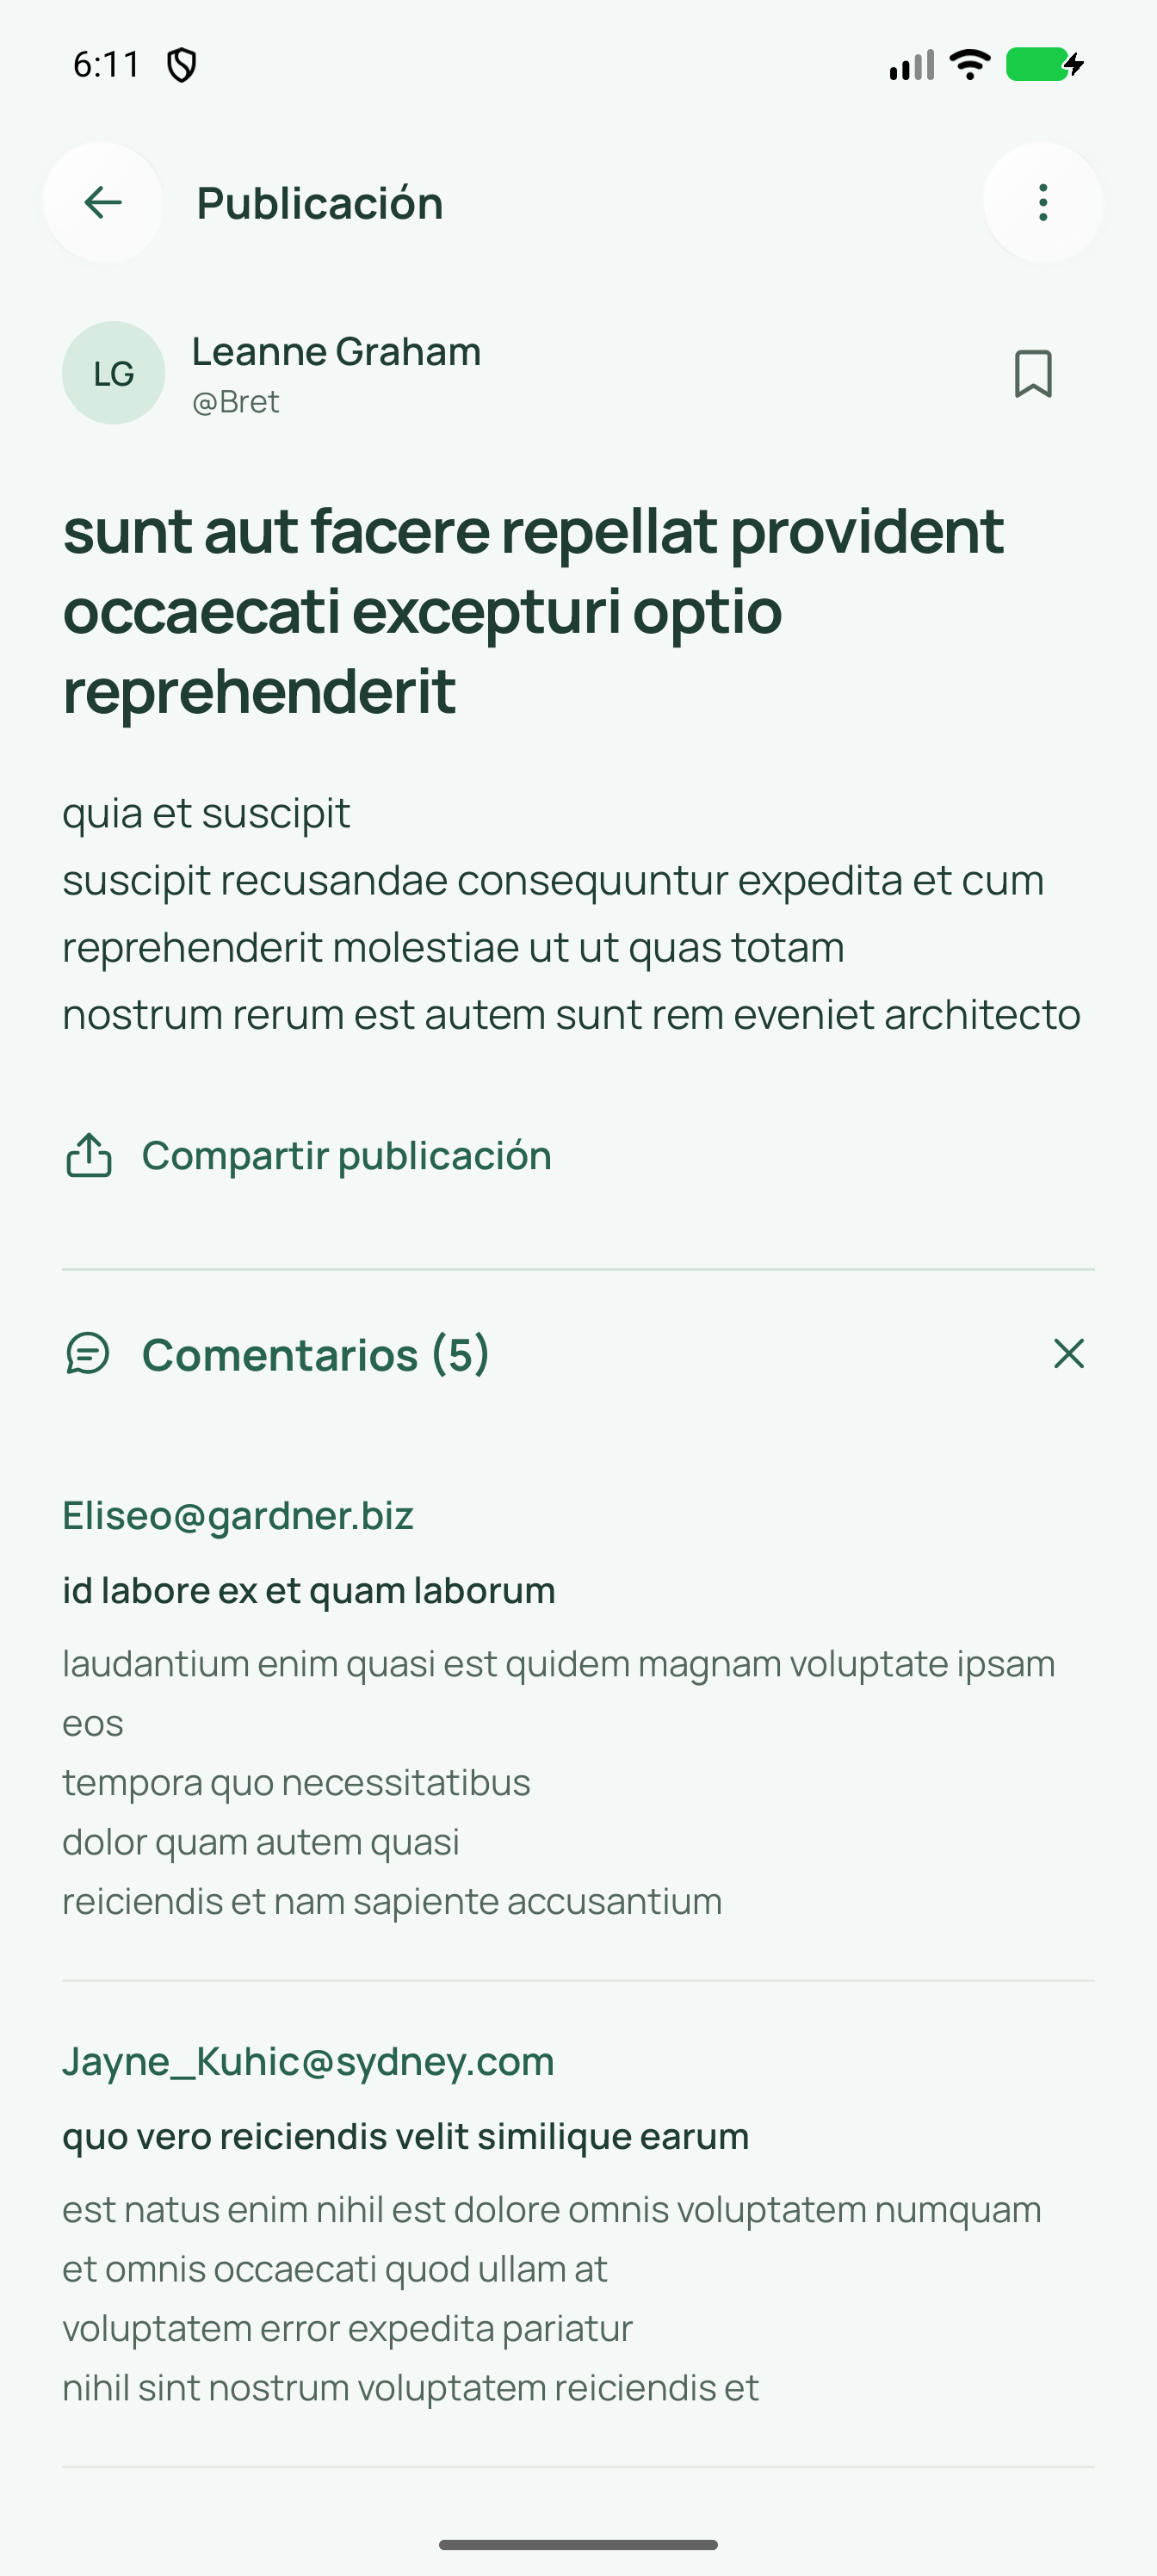 6:11
Publicación
LG
Leanne Graham
@Bret
sunt aut facere repellat provident
occaecati excepturi optio
reprehenderit
quia et suscipit
suscipit recusandae consequuntur expedita et cum
reprehenderit molestiae ut ut quas totam
nostrum rerum est autem sunt rem eveniet architecto
Compartir publicación
Comentarios (5)
Eliseo@gardner.biz
id labore ex et quam laborum
laudantium enim quasi est quidem magnam voluptate ipsam
eos
tempora quo necessitatibus
dolor quam autem quasi
reiciendis et nam sapiente accusantium
Jayne_Kuhic@sydney.com
quo vero reiciendis velit similique earum
est natus enim nihil est dolore omnis voluptatem numquam
et omnis occaecati quod ullam at
voluptatem error expedita pariatur
nihil sint nostrum voluptatem reiciendis et